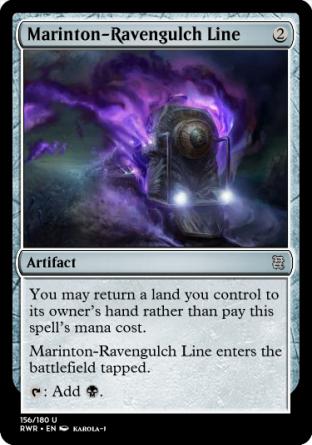 Marinton–Ravengulch Line 2
Artifact
You may return a land you control to
its owner's hand rather than pay this
spell's mana cost.
Marinton–Ravengulch Line enters the
battlefield tapped.
: Add .
156/180 U
RWR • EN KAROLA–I